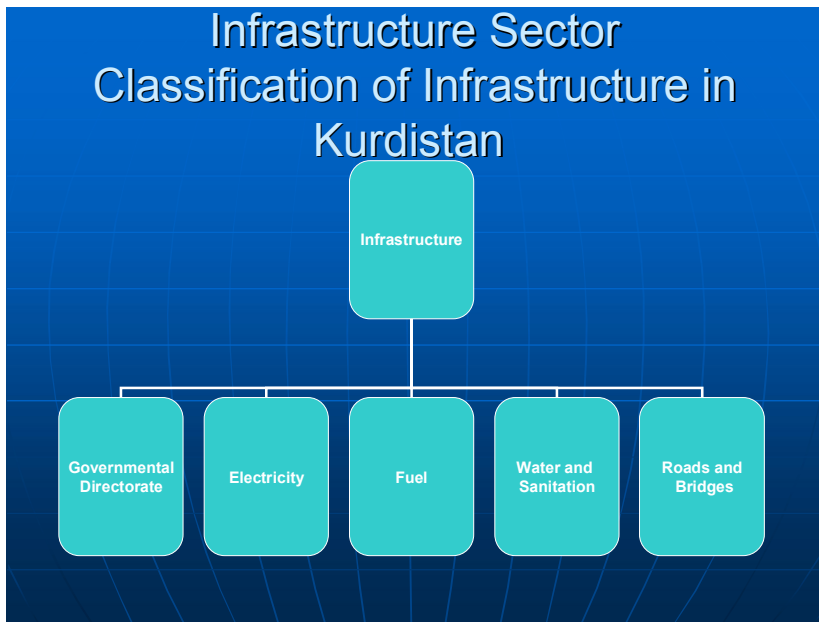 Infrastructure Sector
Classification of Infrastructure in
Kurdistan
Infrastructure
Governmental
Directorate
Electricity
Fuel
Water and
Sanitation
Roads and
Bridges